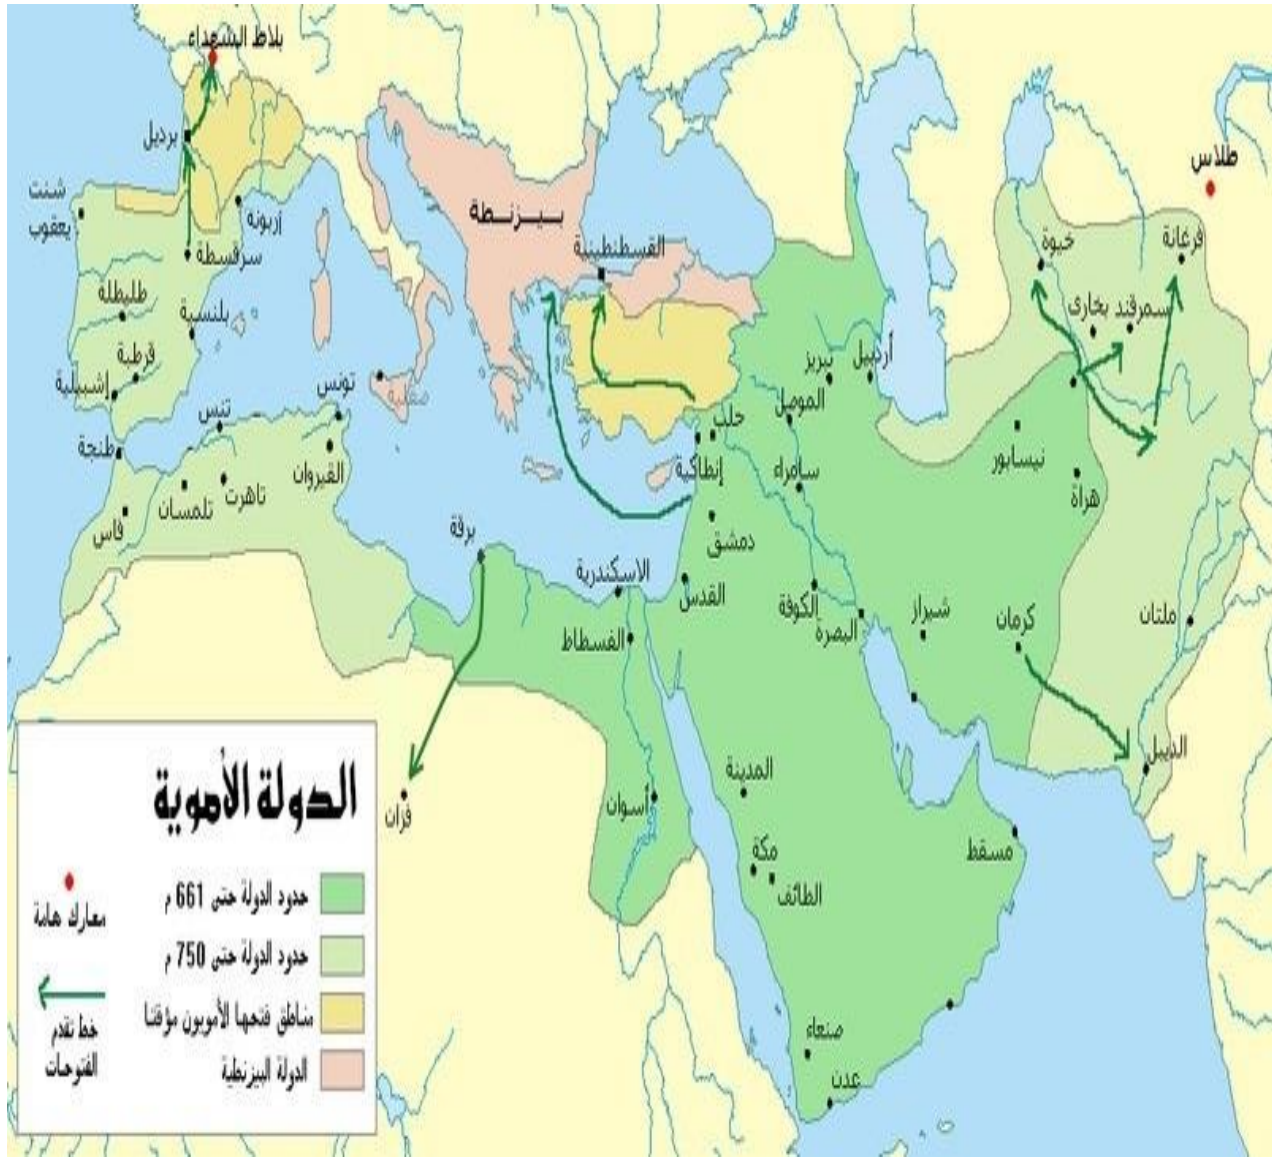 بلاط الشهداء
برديل
شنت
يعقوب
أربونة
سرقسطة
طليطلة
بلنسية
قرطبة
إشبيلية
طنجة
تنس
تونس
صقلية
القيروان
تاهرت
تلمسان
فاس
بـيـزنـطة
القسطنطينية
طلاس
فرغانة
خيوة
سمرقند
بخارى
أردبيل
تبريز
الموصل
حلب
إنطاكية
سامراء
نيسابور
هراة
دمشق
برقة
الاسكندرية
القدس
الكوفة
البصرة
شيراز
كرمان
ملتان
الفسطاط
الديبل
المدينة
أسوان
فزان
مكة
الطائف
مسقط
صنعاء
عدن
الدولة الأموية
حدود الدولة حتى 661 م
معارك هامة
حدود الدولة حتى 750 م
مناطق فتحها الأمويون مؤقتا
خط تقدم
الفتوحات
الدولة البيزنطية